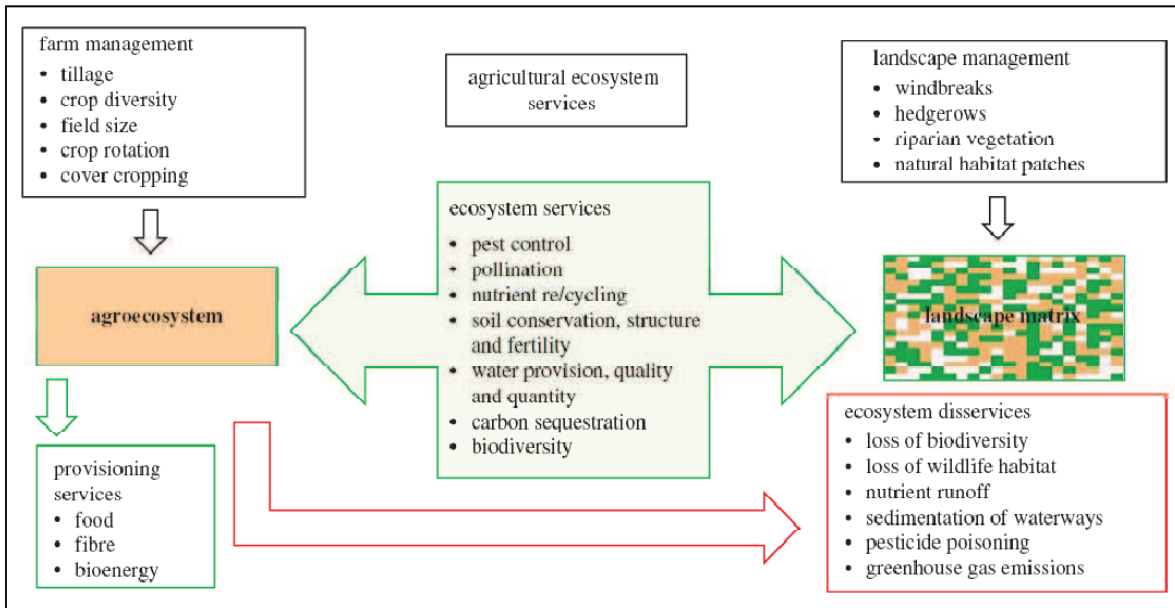 farm management
• tillage
• crop diversity
• field size
• crop rotation
• cover cropping
agricultural ecosystem
services
landscape management
• windbreaks
• hedgerows
• riparian vegetation
• natural habitat patches
agroecosystem
ecosystem services
• pest control
• pollination
• nutrient re/cycling
• soil conservation, structure
and fertility
• water provision, quality
and quantity
• carbon sequestration
• biodiversity
landscape matrix
provisioning
services
• food
• fibre
• bioenergy
ecosystem disservices
• loss of biodiversity
• loss of wildlife habitat
• nutrient runoff
• sedimentation of waterways
• pesticide poisoning
• greenhouse gas emissions